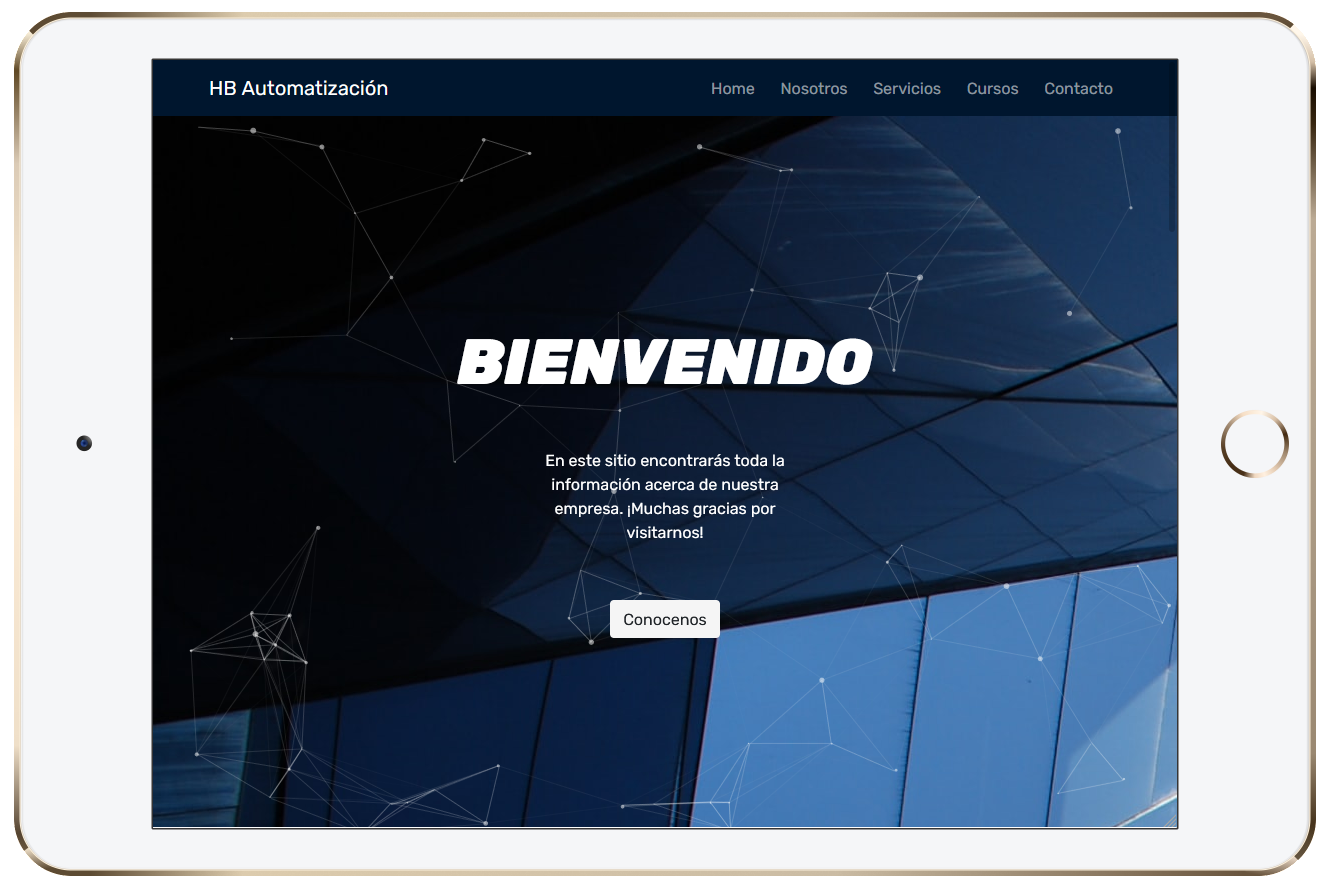 HB Automatización
Home Nosotros Servicios Cursos Contacto
BIENVENIDO
En este sitio encontrarás toda la
información acerca de nuestra
empresa. ¡Muchas gracias por
visitarnos!
Conocenos